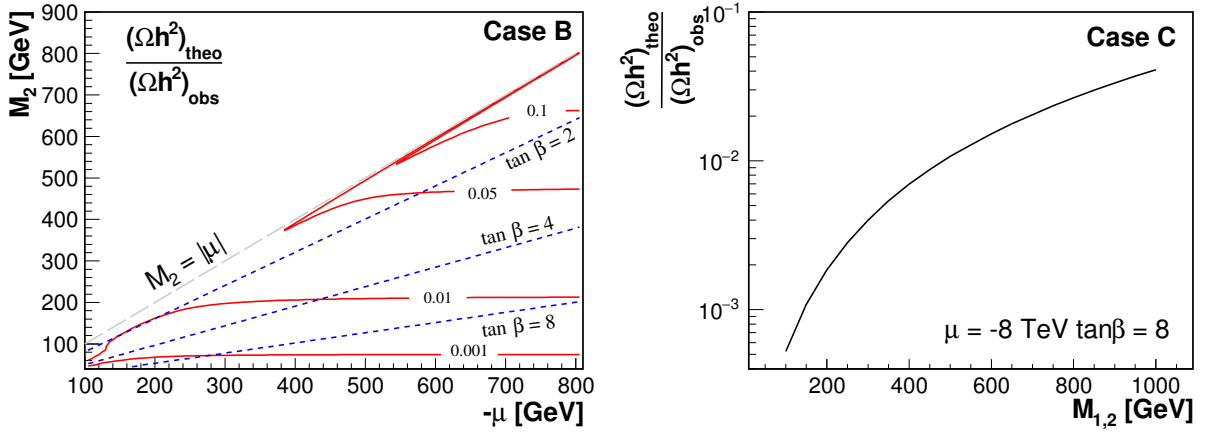 Case B
(Ωh²)theo
(Ωh²)obs
M₂ [GeV]
900
800
700
600
500
400
300
200
100
M₂ = |μ|
0.1
tan β = 2
0.05
tan β = 4
0.01
tan β = 8
0.001
100 200 300 400 500 600 700 800
-μ [GeV]
Case C
(Ωh²)theo
(Ωh²)obs
10⁻¹
10⁻²
10⁻³
μ = -8 TeV tanβ = 8
200 400 600 800 1000
M₁,₂ [GeV]